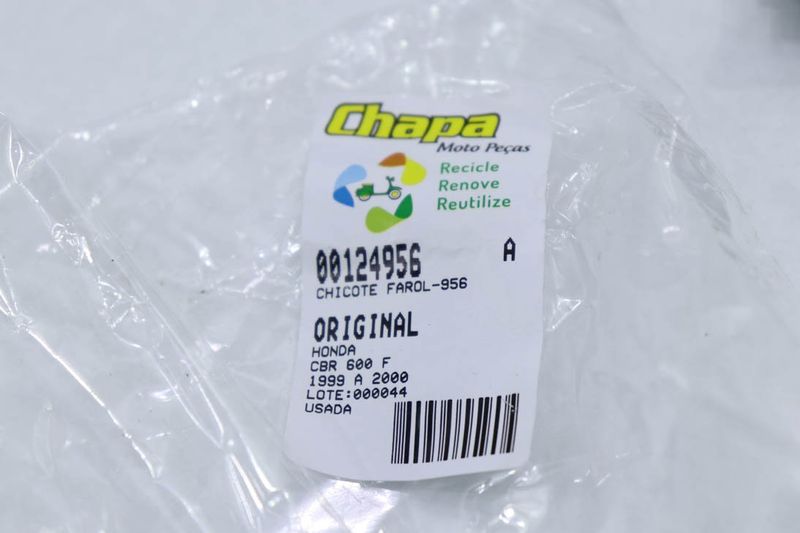 Chapa
Moto Peças
Recicle
Renove
Reutilize
00124956 A
CHICOTE FAROL-956
ORIGINAL
HONDA
CBR 600 F
1999 A 2000
LOTE:000044
USADA